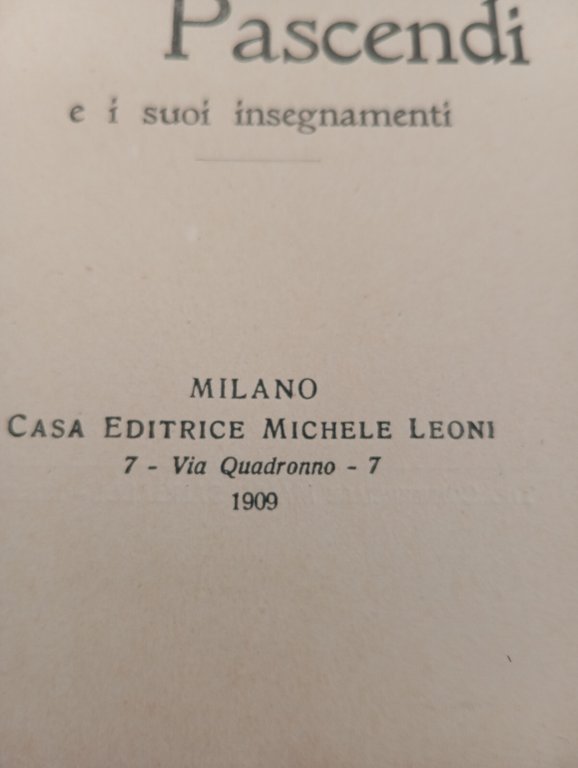 Pascendi
e i suoi insegnamenti
MILANO
CASA EDITRICE MICHELE LEONI
7 - Via Quadronno - 7
1909